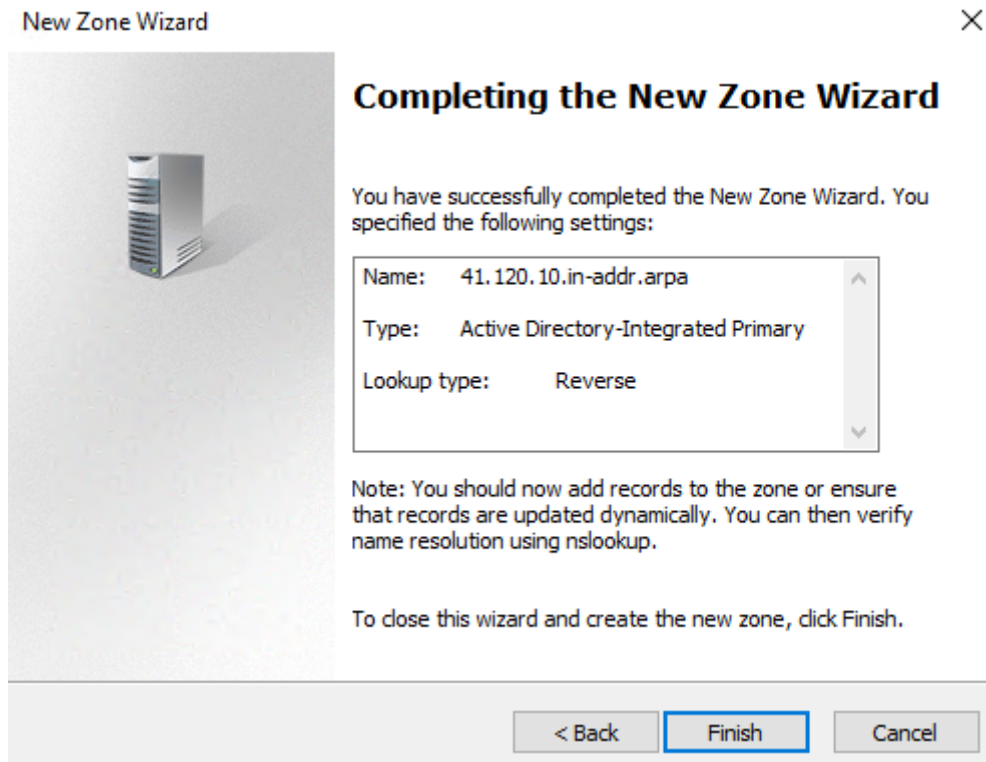 New Zone Wizard
Completing the New Zone Wizard
You have successfully completed the New Zone Wizard. You
specified the following settings:
Name: 41.120.10.in-addr.arpa
Type: Active Directory-Integrated Primary
Lookup type: Reverse
Note: You should now add records to the zone or ensure
that records are updated dynamically. You can then verify
name resolution using nslookup.
To close this wizard and create the new zone, click Finish.
< Back Finish Cancel